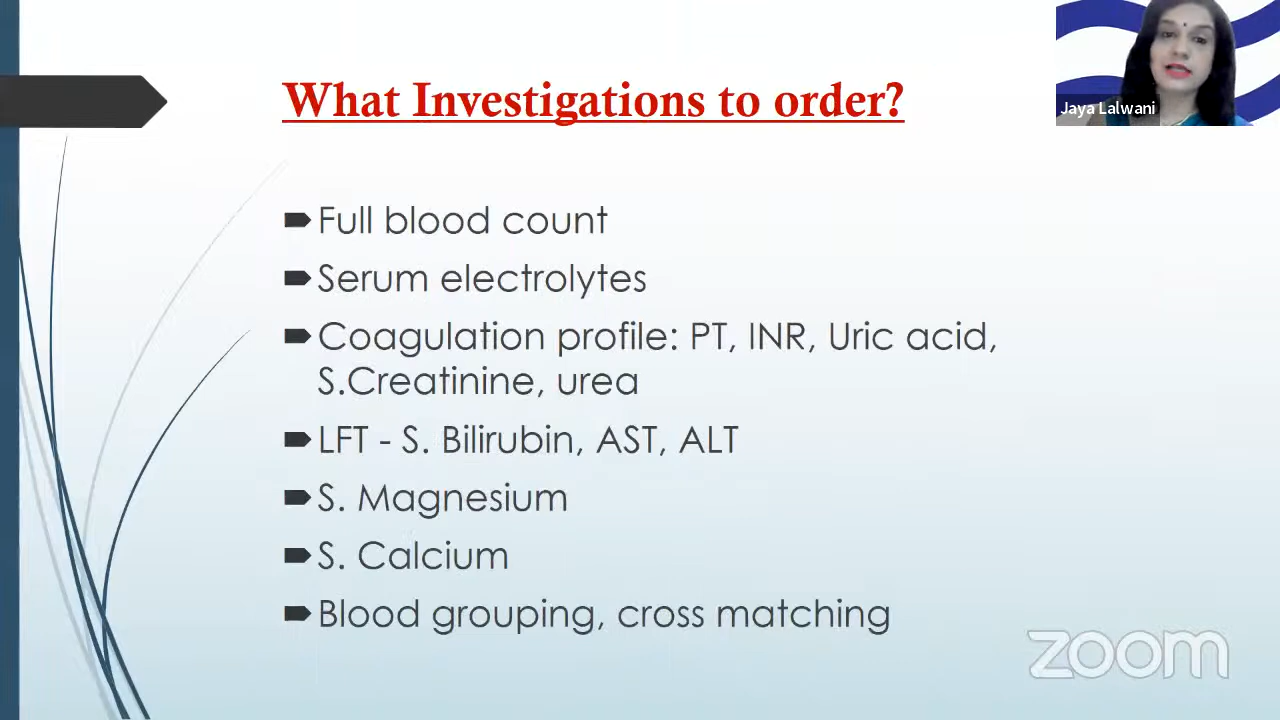 What Investigations to order?
Jaya Lalwani
Full blood count
Serum electrolytes
Coagulation profile: PT, INR, Uric acid,
S.Creatinine, urea
LFT - S. Bilirubin, AST, ALT
S. Magnesium
S. Calcium
Blood grouping, cross matching
zoom